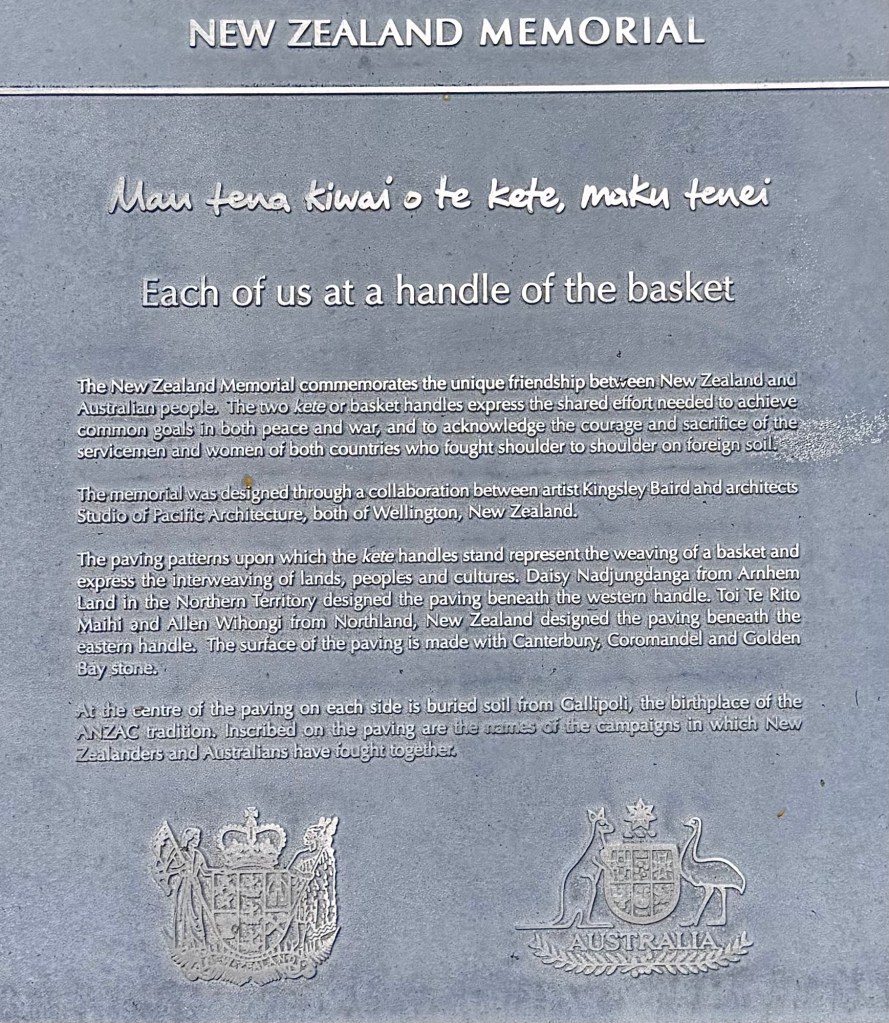 NEW ZEALAND MEMORIAL
Mau tena kiwai o te kete, maku tenei
Each of us at a handle of the basket
The New Zealand Memorial commemorates the unique friendship between New Zealand and
Australian people. The two kete or basket handles express the shared effort needed to achieve
common goals in both peace and war, and to acknowledge the courage and sacrifice of the
servicemen and women of both countries who fought shoulder to shoulder on foreign soil.
The memorial was designed through a collaboration between artist Kingsley Baird and architects
Studio of Pacific Architecture, both of Wellington, New Zealand.
The paving patterns upon which the kete handles stand represent the weaving of a basket and
express the interweaving of lands, peoples and cultures. Daisy Nadjungdanga from Arnhem
Land in the Northern Territory designed the paving beneath the western handle. Toi Te Rito
Maihi and Allen Wihongi from Northland, New Zealand designed the paving beneath the
eastern handle. The surface of the paving is made with Canterbury, Coromandel and Golden
Bay stone.
At the centre of the paving on each side is buried soil from Gallipoli, the birthplace of the
ANZAC tradition. Inscribed on the paving are the names of the campaigns in which New
Zealanders and Australians have fought together.
AUSTRALIA